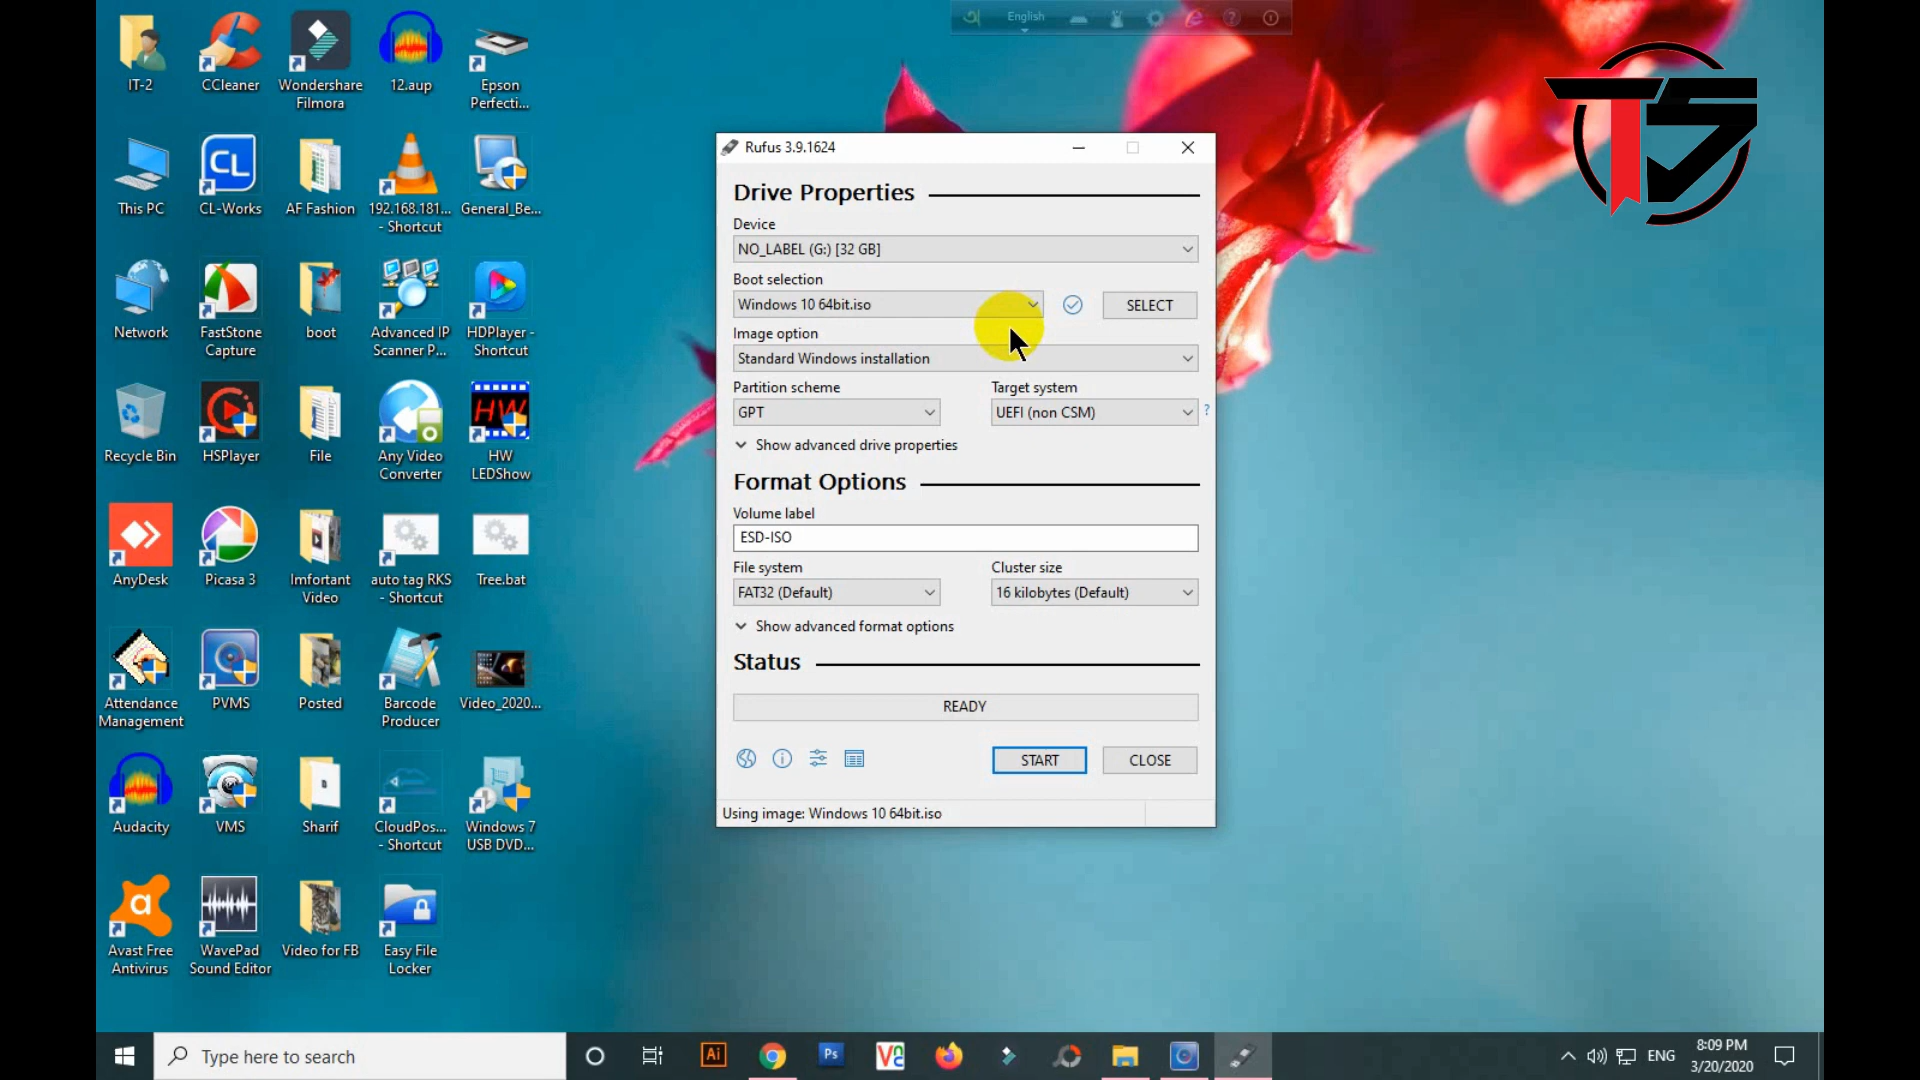 English
IT-2
CCleaner
Wondershare
Filmora
12.aup
Epson
Perfecti...
This PC
CL-Works
AF Fashion
192.168.181...
- Shortcut
General_Be...
Network
FastStone
Capture
boot
Advanced IP
Scanner P...
HDPlayer -
Shortcut
Recycle Bin
HSPlayer
File
Any Video
Converter
HW
HW
LEDShow
AnyDesk
Picasa 3
Imfortant
Video
auto tag RKS
- Shortcut
Tree.bat
Attendance
Management
PVMS
Posted
Barcode
Producer
Video_2020...
Audacity
VMS
Sharif
CloudPos...
- Shortcut
Windows 7
USB DVD...
Avast Free
Antivirus
WavePad
Sound Editor
Video for FB
Easy File
Locker
Rufus 3.9.1624
Drive Properties
Device
NO_LABEL (G:) [32 GB]
Boot selection
Windows 10 64bit.iso
SELECT
Image option
Standard Windows installation
Partition scheme
Target system
GPT
UEFI (non CSM)
?
Show advanced drive properties
Format Options
Volume label
ESD-ISO
File system
Cluster size
FAT32 (Default)
16 kilobytes (Default)
Show advanced format options
Status
READY
START
CLOSE
Using image: Windows 10 64bit.iso
Type here to search
Ai
Ps
ENG
8:09 PM
3/20/2020